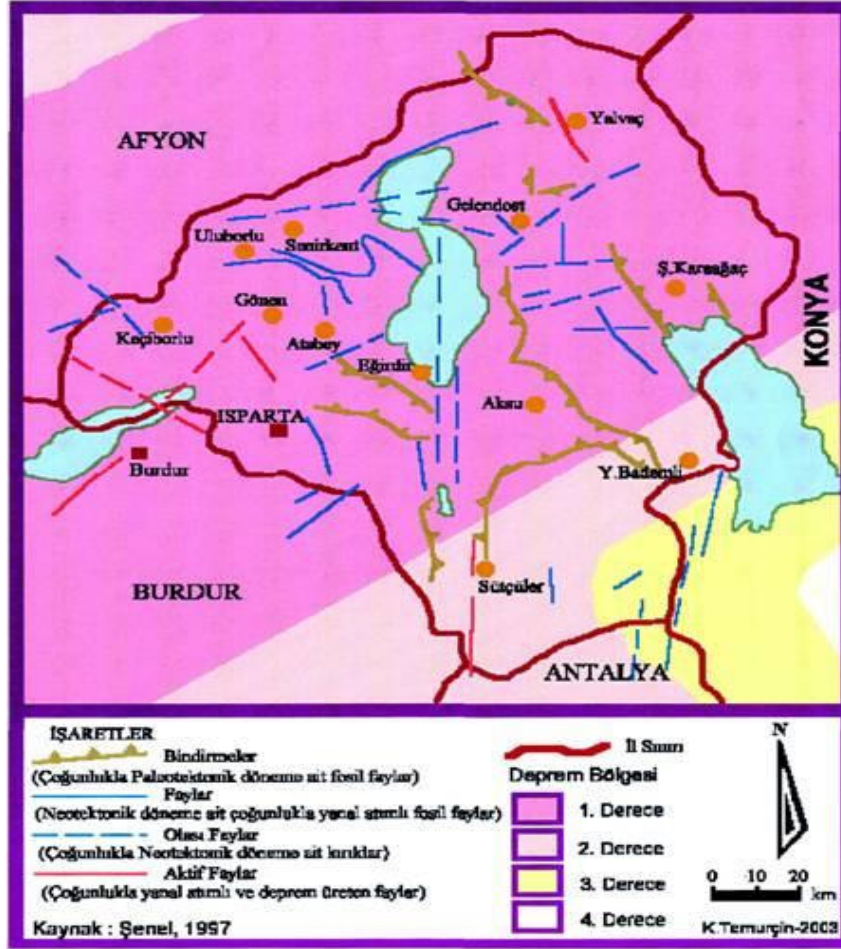 AFYON
Yalvaç
Gelendost
Uluborlu
Senirkent
Ş.Karaağaç
KONYA
Gönen
Keçiborlu
Atabey
Eğirdir
Aksu
ISPARTA
Burdur
Y.Bademli
Sütçüler
BURDUR
ANTALYA
İŞARETLER
Bindirmeler
(Çoğunlukla Paleotektonik döneme ait fosil faylar)
Faylar
(Neotektonik döneme ait çoğunlukla yanal atımlı fosil faylar)
Olası Faylar
(Çoğunlukla Neotektonik döneme ait kırıklar)
Aktif Faylar
(Çoğunlukla yanal atımlı ve deprem üreten faylar)
Kaynak : Şenel, 1997
İl Sınırı
Deprem Bölgesi
1. Derece
2. Derece
3. Derece
4. Derece
N
0 10 20
km
K.Temurçin-2003